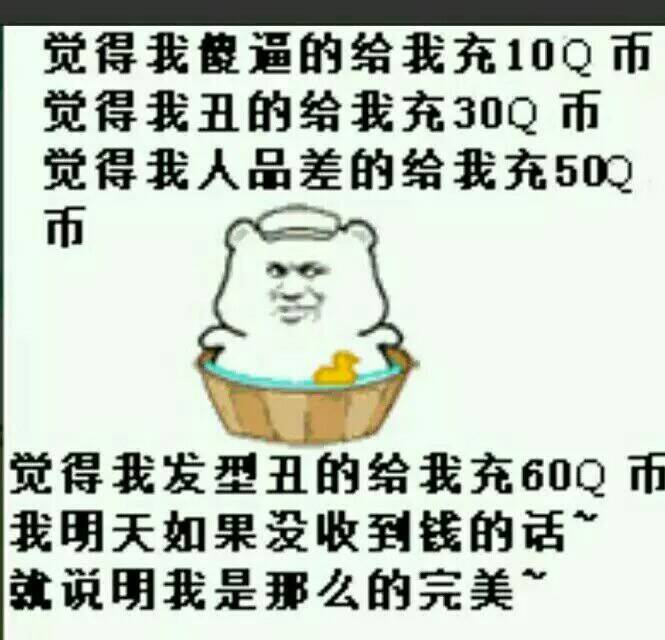 觉得我傻逼的给我充10Q 币
觉得我丑的给我充30Q 币
觉得我人品差的给我充50Q
币
觉得我发型丑的给我充60Q 币
我明天如果没收到钱的话~
就说明我是那么的完美~